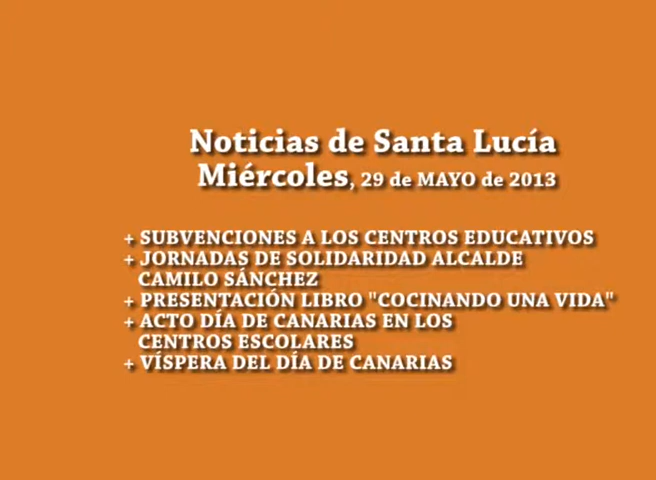 Noticias de Santa Lucía
Miércoles, 29 de MAYO de 2013
+ SUBVENCIONES A LOS CENTROS EDUCATIVOS
+ JORNADAS DE SOLIDARIDAD ALCALDE
CAMILO SÁNCHEZ
+ PRESENTACIÓN LIBRO "COCINANDO UNA VIDA"
+ ACTO DÍA DE CANARIAS EN LOS
CENTROS ESCOLARES
+ VÍSPERA DEL DÍA DE CANARIAS